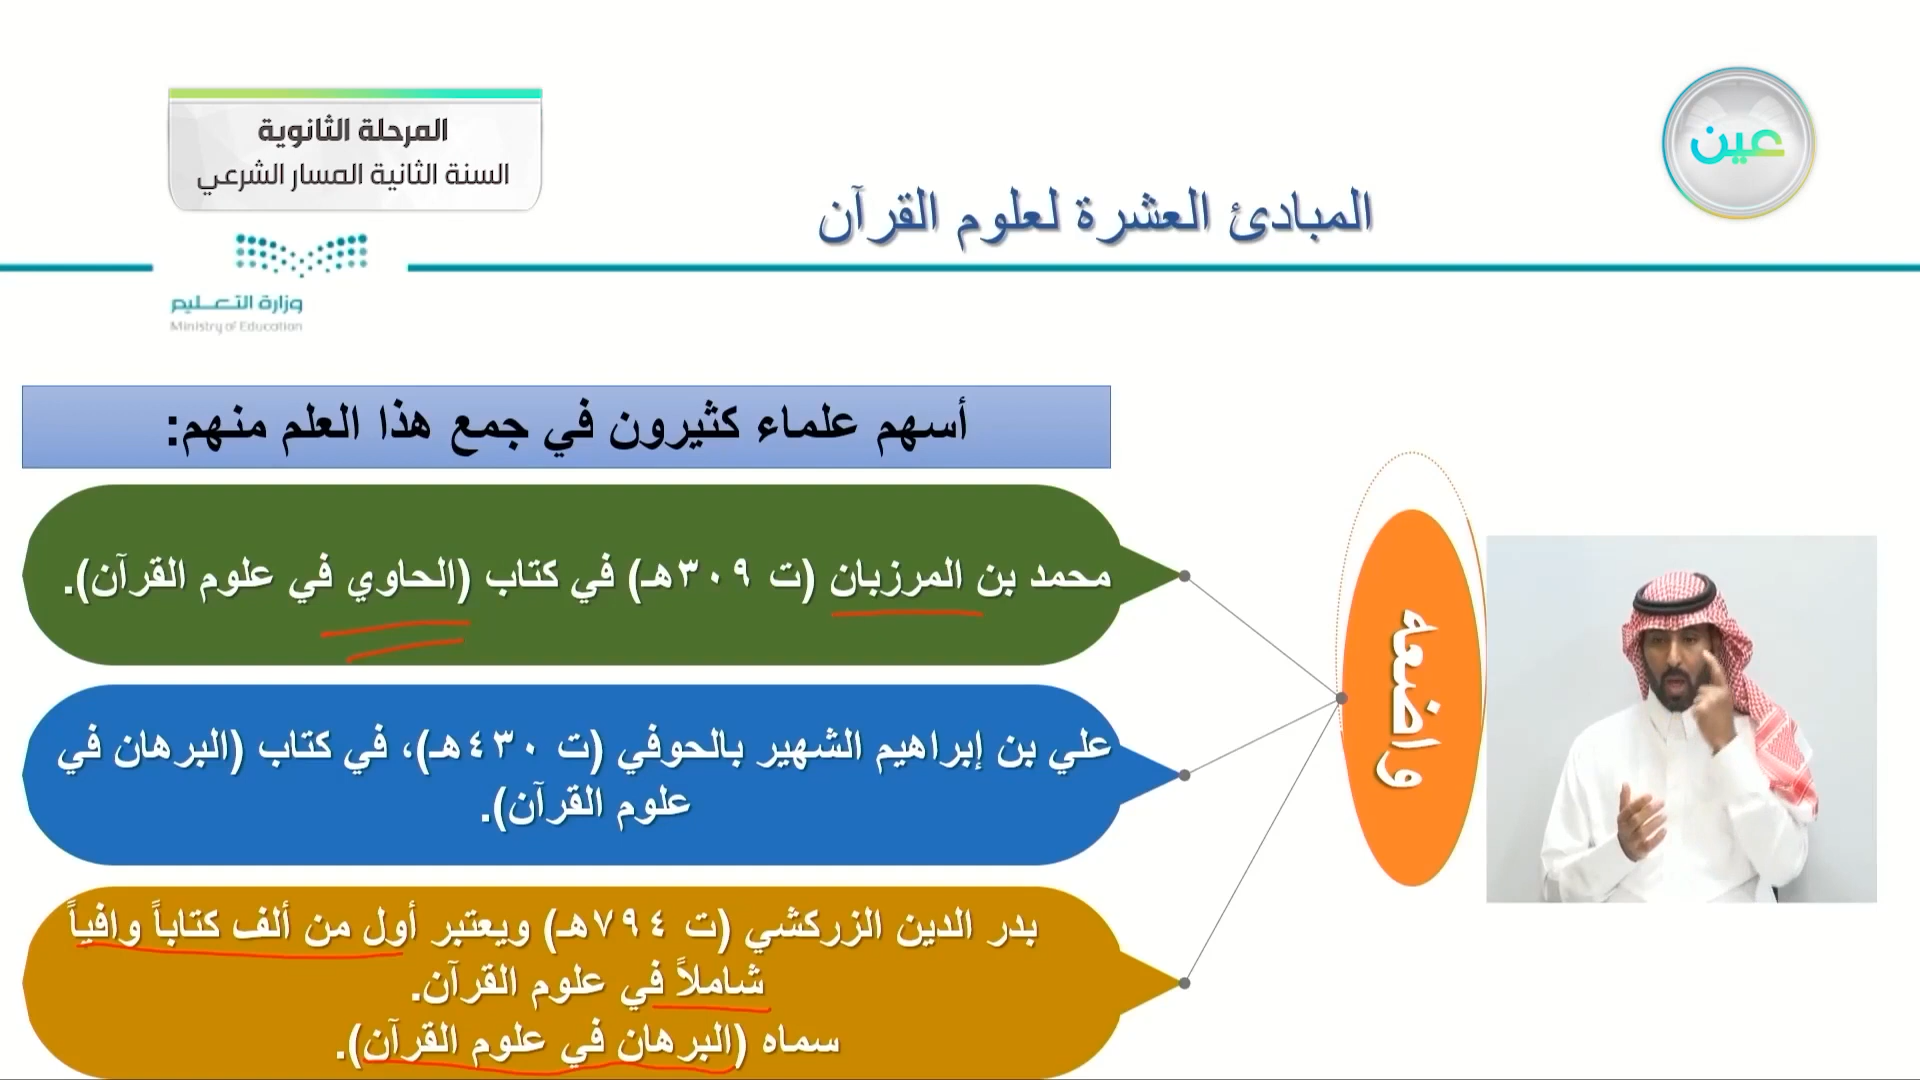 المرحلة الثانوية
السنة الثانية المسار الشرعي
عين
المبادئ العشرة لعلوم القرآن
وزارة التعليم
Ministry of Education
أسهم علماء كثيرون في جمع هذا العلم منهم:
واضعه
محمد بن المرزبان (ت ٣٠٩هـ) في كتاب (الحاوي في علوم القرآن).
علي بن إبراهيم الشهير بالحوفي (ت ٤٣٠هـ)، في كتاب (البرهان في
علوم القرآن).
بدر الدين الزركشي (ت ٧٩٤هـ) ويعتبر أول من ألف كتاباً وافياً
شاملاً في علوم القرآن.
سماه (البرهان في علوم القرآن).